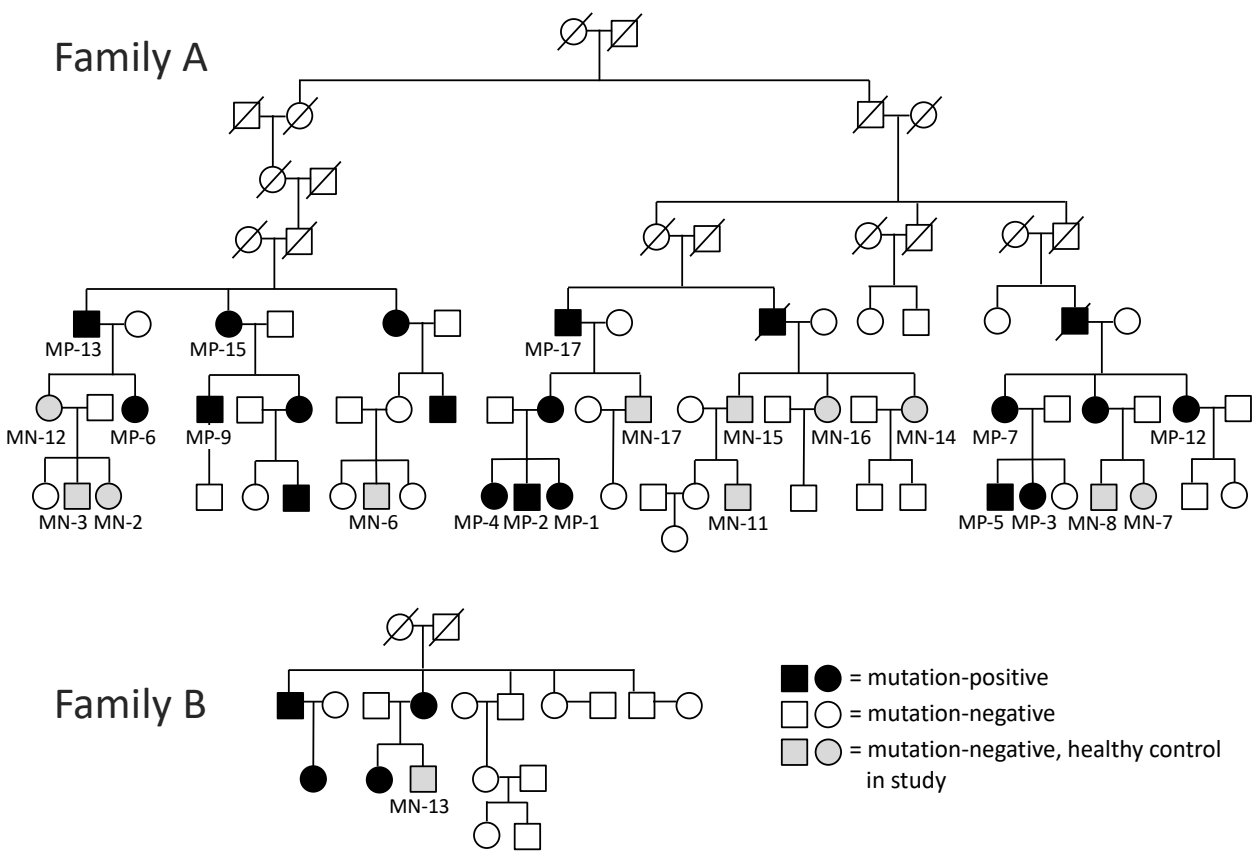 Family A
MP-13
MP-15
MP-17
MN-12
MP-6
MP-9
MN-17
MN-15
MN-16
MN-14
MP-7
MP-12
MN-3 MN-2
MN-6
MP-4 MP-2 MP-1
MN-11
MP-5 MP-3
MN-8 MN-7
Family B
MN-13
= mutation-positive
= mutation-negative
= mutation-negative, healthy control
in study